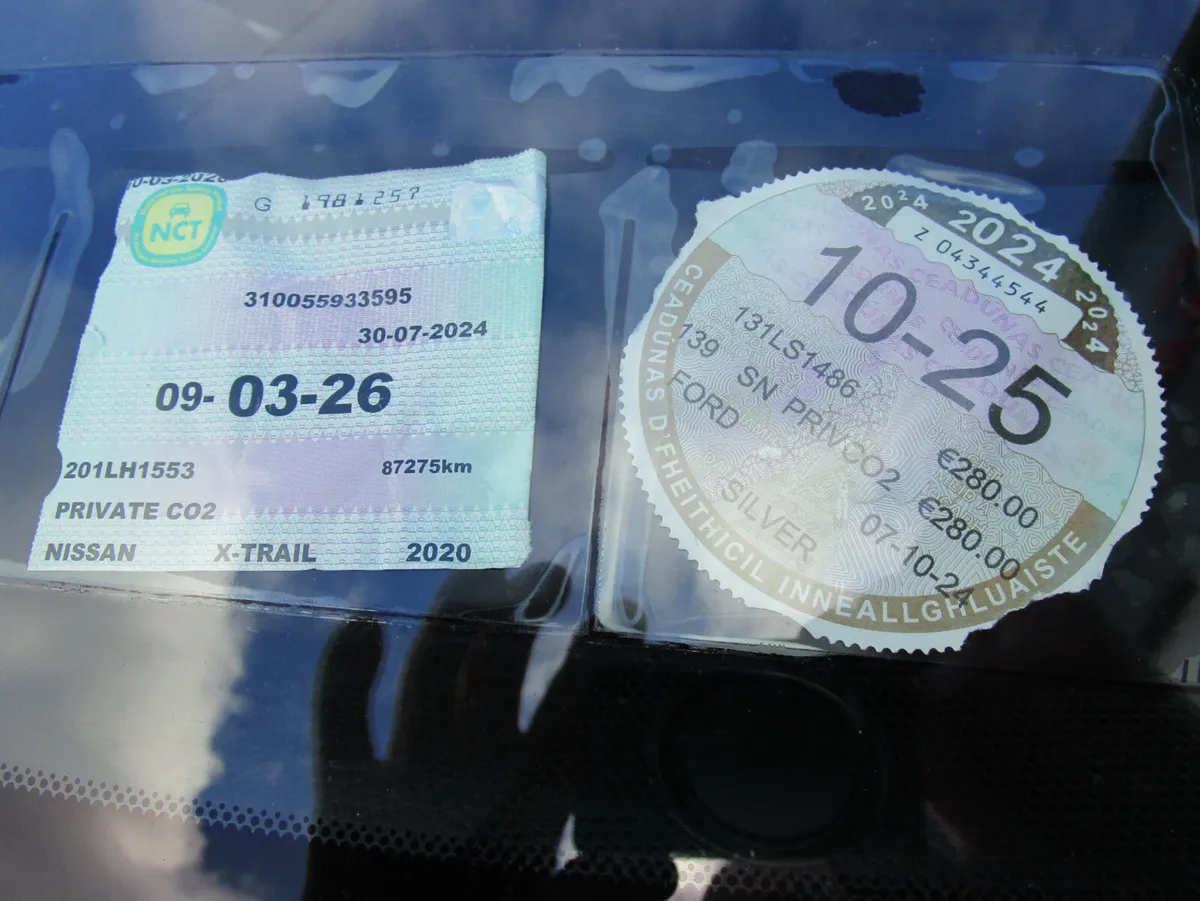 NCT
G 1981257
310055933595
30-07-2024
09- 03-26
201LH1553 87275km
PRIVATE CO2
NISSAN X-TRAIL 2020
2024 2024 2024
Z 04344544
10-25
131LS1486
139 SN PRIVCO2 €280.00
FORD €280.00
SILVER 07-10-24
CEADÚNAS D'FHEITHICIL INNEALLGHLUAISTE